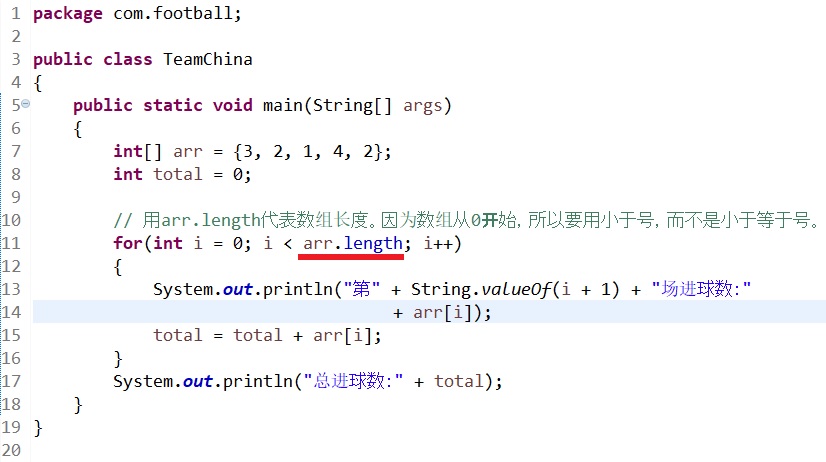 1 package com.football;
2
3 public class TeamChina
4 {
5 public static void main(String[] args)
6 {
7 int[] arr = {3, 2, 1, 4, 2};
8 int total = 0;
9
10 // 用arr.length代表数组长度。因为数组从0开始，所以要用小于号，而不是小于等于号。
11 for(int i = 0; i < arr.length; i++)
12 {
13 System.out.println("第" + String.valueOf(i + 1) + "场进球数:"
14 + arr[i]);
15 total = total + arr[i];
16 }
17 System.out.println("总进球数:" + total);
18 }
19 }
20